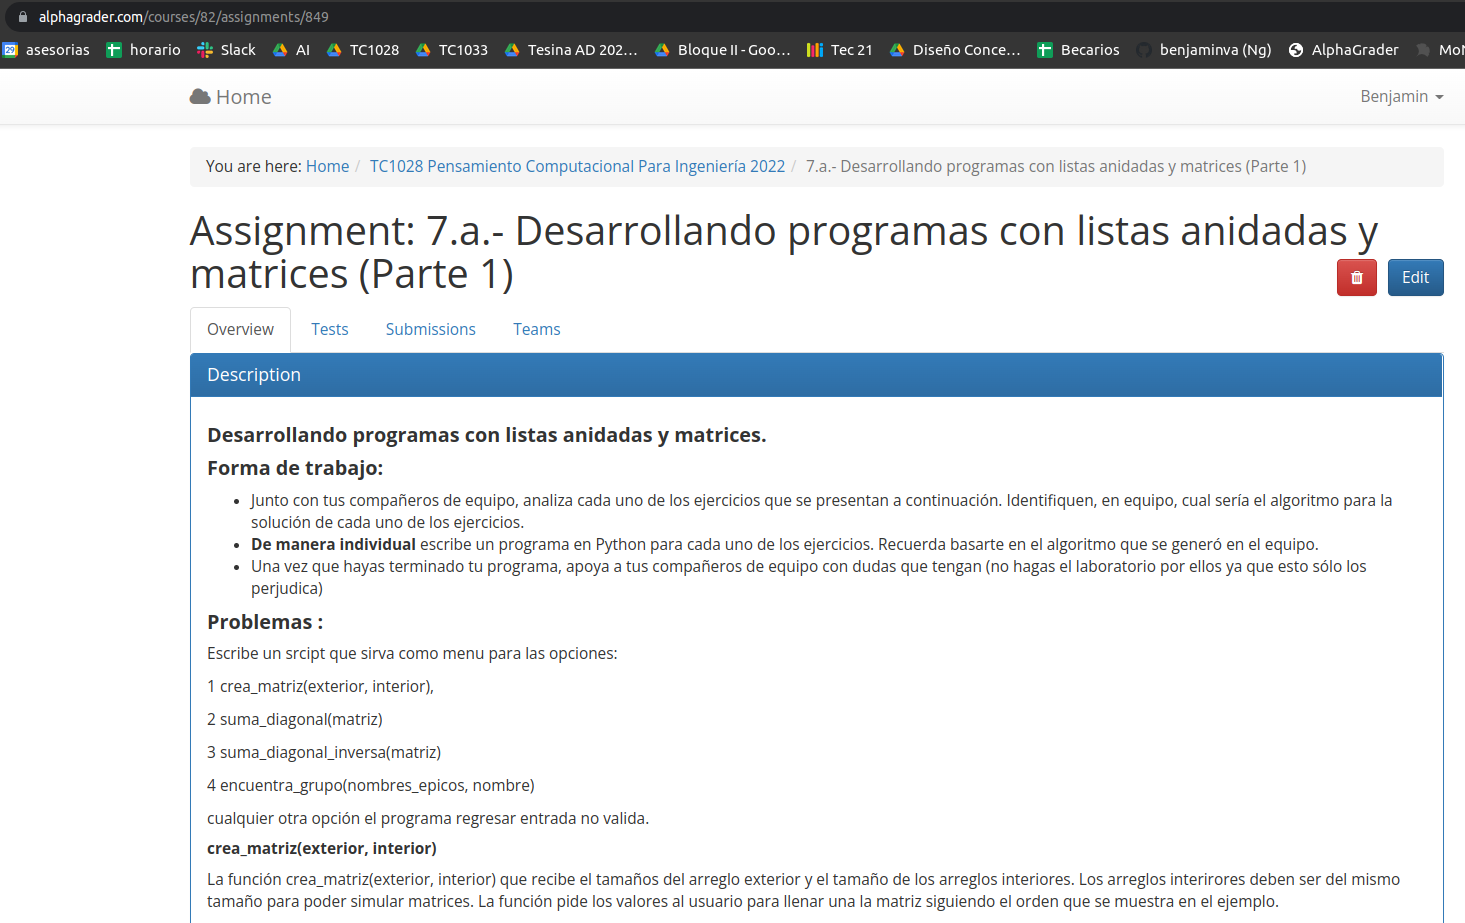 alphagrader.com/courses/82/assignments/849
29 asesorias horario Slack AI TC1028 TC1033 Tesina AD 202... Bloque II - Goo... Tec 21 Diseño Conce... Becarios benjaminva (Ng) AlphaGrader MoN
Home Benjamin
You are here: Home / TC1028 Pensamiento Computacional Para Ingeniería 2022 / 7.a.- Desarrollando programas con listas anidadas y matrices (Parte 1)
Assignment: 7.a.- Desarrollando programas con listas anidadas y
matrices (Parte 1) Edit
Overview Tests Submissions Teams
Description
Desarrollando programas con listas anidadas y matrices.
Forma de trabajo:
• Junto con tus compañeros de equipo, analiza cada uno de los ejercicios que se presentan a continuación. Identifiquen, en equipo, cual sería el algoritmo para la
solución de cada uno de los ejercicios.
• De manera individual escribe un programa en Python para cada uno de los ejercicios. Recuerda basarte en el algoritmo que se generó en el equipo.
• Una vez que hayas terminado tu programa, apoya a tus compañeros de equipo con dudas que tengan (no hagas el laboratorio por ellos ya que esto sólo los
perjudica)
Problemas :
Escribe un srcipt que sirva como menu para las opciones:
1 crea_matriz(exterior, interior),
2 suma_diagonal(matriz)
3 suma_diagonal_inversa(matriz)
4 encuentra_grupo(nombres_epicos, nombre)
cualquier otra opción el programa regresar entrada no valida.
crea_matriz(exterior, interior)
La función crea_matriz(exterior, interior) que recibe el tamaños del arreglo exterior y el tamaño de los arreglos interiores. Los arreglos interirores deben ser del mismo
tamaño para poder simular matrices. La función pide los valores al usuario para llenar una la matriz siguiendo el orden que se muestra en el ejemplo.